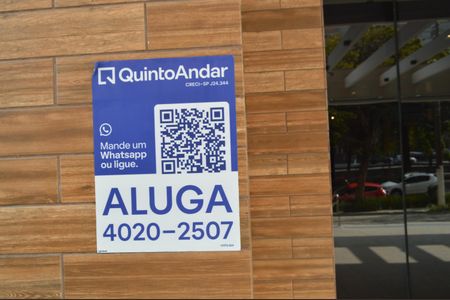 QuintoAndar
CRECI-SP J24.344
Mande um
Whatsapp
ou ligue.
ALUGA
4020-2507